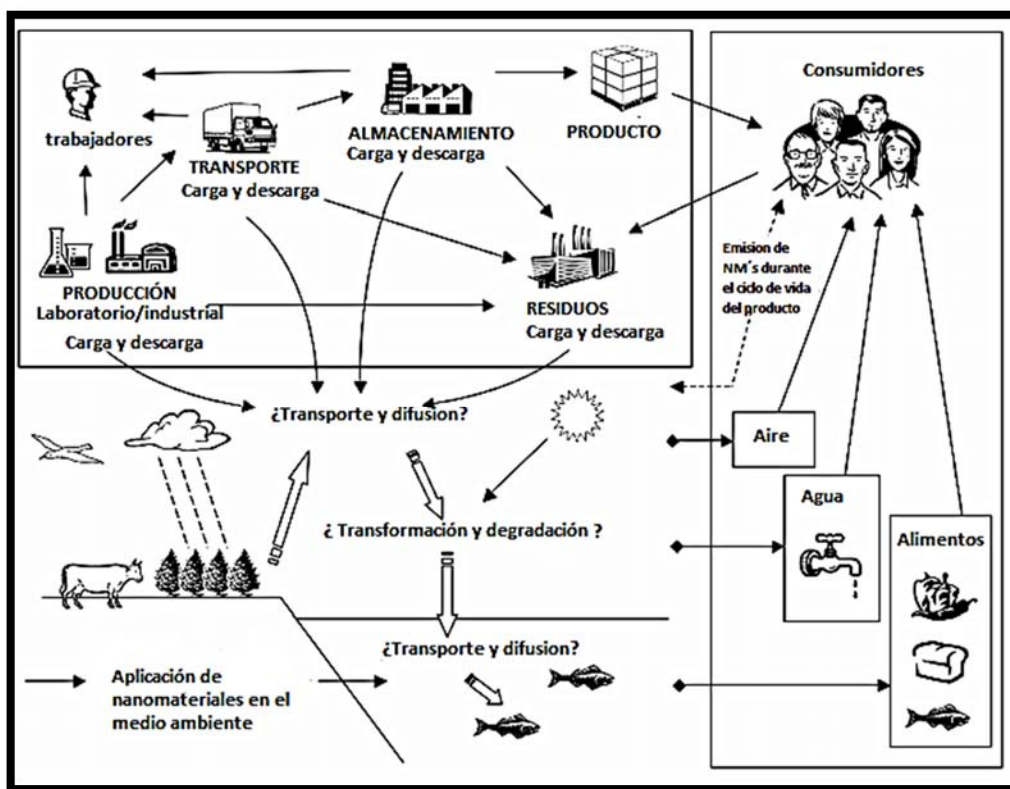 trabajadores
TRANSPORTE
Carga y descarga
ALMACENAMIENTO
Carga y descarga
PRODUCTO
Consumidores
PRODUCCIÓN
Laboratorio/industrial
Carga y descarga
RESIDUOS
Carga y descarga
Emision de
NM´s durante
el ciclo de vida
del producto
¿Transporte y difusion?
¿ Transformación y degradación ?
¿Transporte y difusion?
Aplicación de
nanomateriales en el
medio ambiente
Aire
Agua
Alimentos